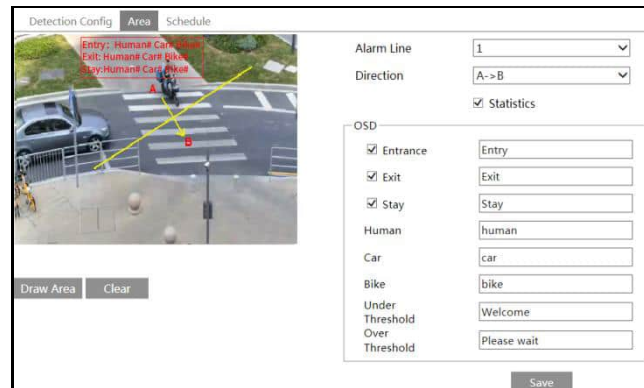 Detection Config Area Schedule
Entry: Human# Car# Bike#
Exit: Human# Car# Bike#
Stay:Human# Car# Bike#
A
B
Draw Area Clear
Alarm Line 1
Direction A->B
Statistics
OSD
Entrance Entry
Exit Exit
Stay Stay
Human human
Car car
Bike bike
Under
Threshold Welcome
Over
Threshold Please wait
Save